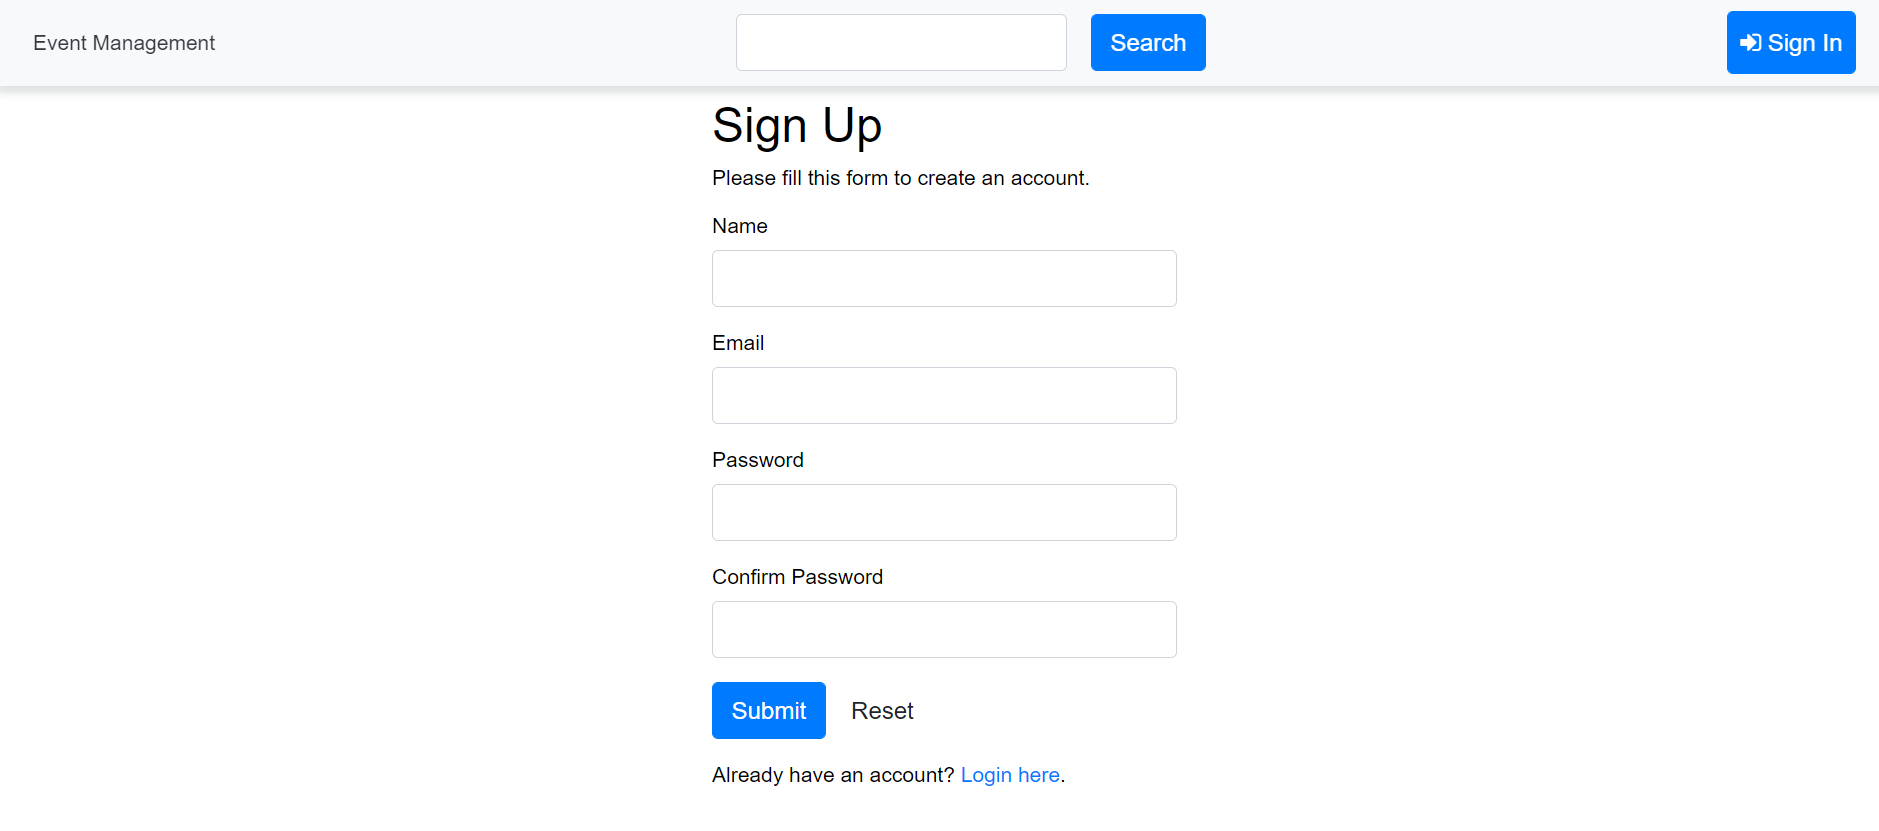 Event Management
Search
Sign In
Sign Up
Please fill this form to create an account.
Name
Email
Password
Confirm Password
Submit Reset
Already have an account? Login here.